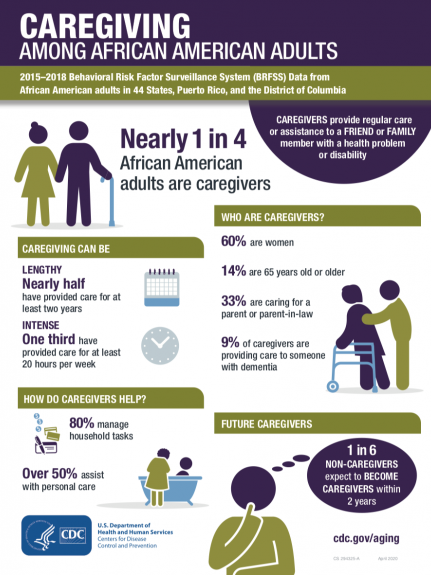 CAREGIVING
AMONG AFRICAN AMERICAN ADULTS
2015–2018 Behavioral Risk Factor Surveillance System (BRFSS) Data from
African American adults in 44 States, Puerto Rico, and the District of Columbia
CAREGIVERS provide regular care
or assistance to a FRIEND or FAMILY
member with a health problem
or disability
Nearly 1 in 4
African American
adults are caregivers
CAREGIVING CAN BE
LENGTHY
Nearly half
have provided care for at
least two years
INTENSE
One third have
provided care for at least
20 hours per week
WHO ARE CAREGIVERS?
60% are women
14% are 65 years old or older
33% are caring for a
parent or parent-in-law
9% of caregivers are
providing care to someone
with dementia
HOW DO CAREGIVERS HELP?
80% manage
household tasks
Over 50% assist
with personal care
FUTURE CAREGIVERS
1 in 6
NON-CAREGIVERS
expect to BECOME
CAREGIVERS within
2 years
CDC
U.S. Department of
Health and Human Services
Centers for Disease
Control and Prevention
cdc.gov/aging